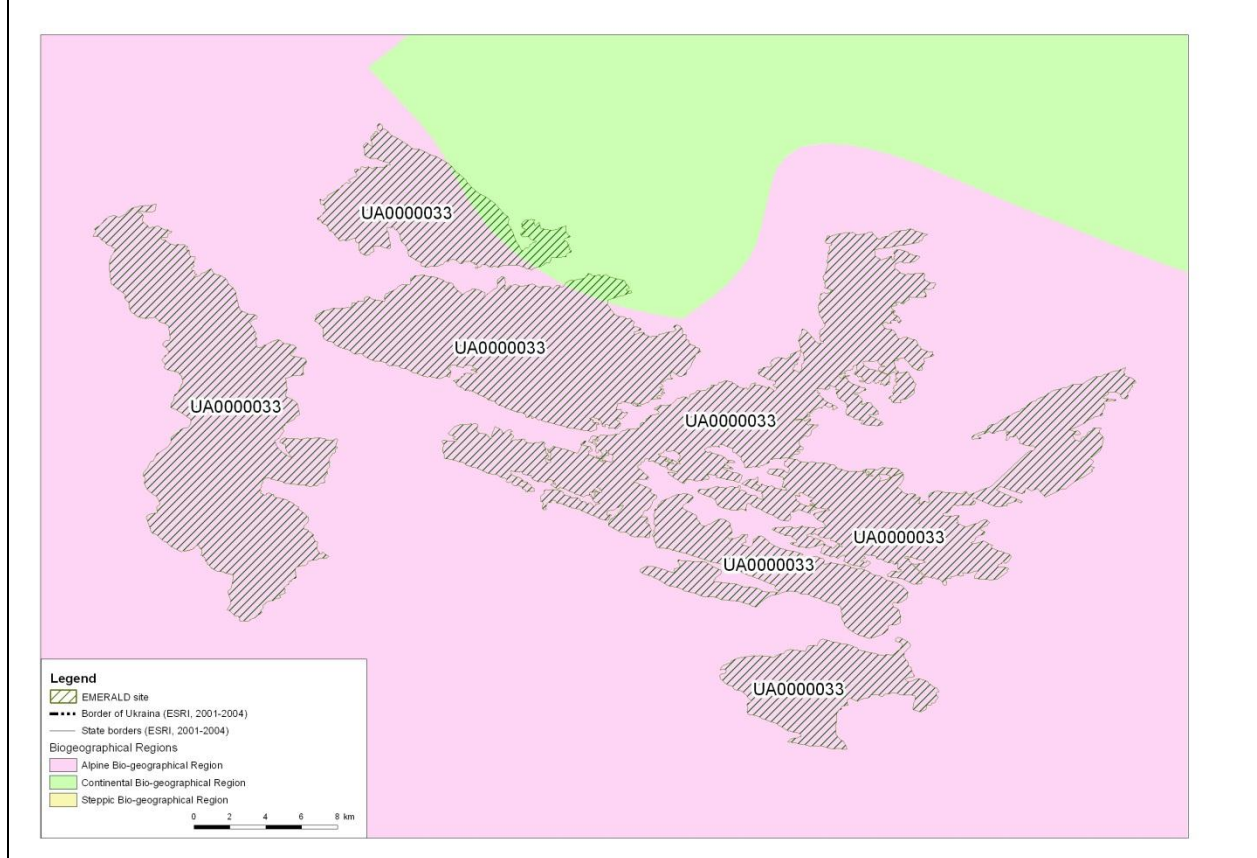 UA0000033
UA0000033
UA0000033
UA0000033
UA0000033
UA0000033
UA0000033
Legend
EMERALD site
Border of Ukraina (ESRI, 2001-2004)
State borders (ESRI, 2001-2004)
Biogeographical Regions
Alpine Bio-geographical Region
Continental Bio-geographical Region
Steppic Bio-geographical Region
0 2 4 6 8 km